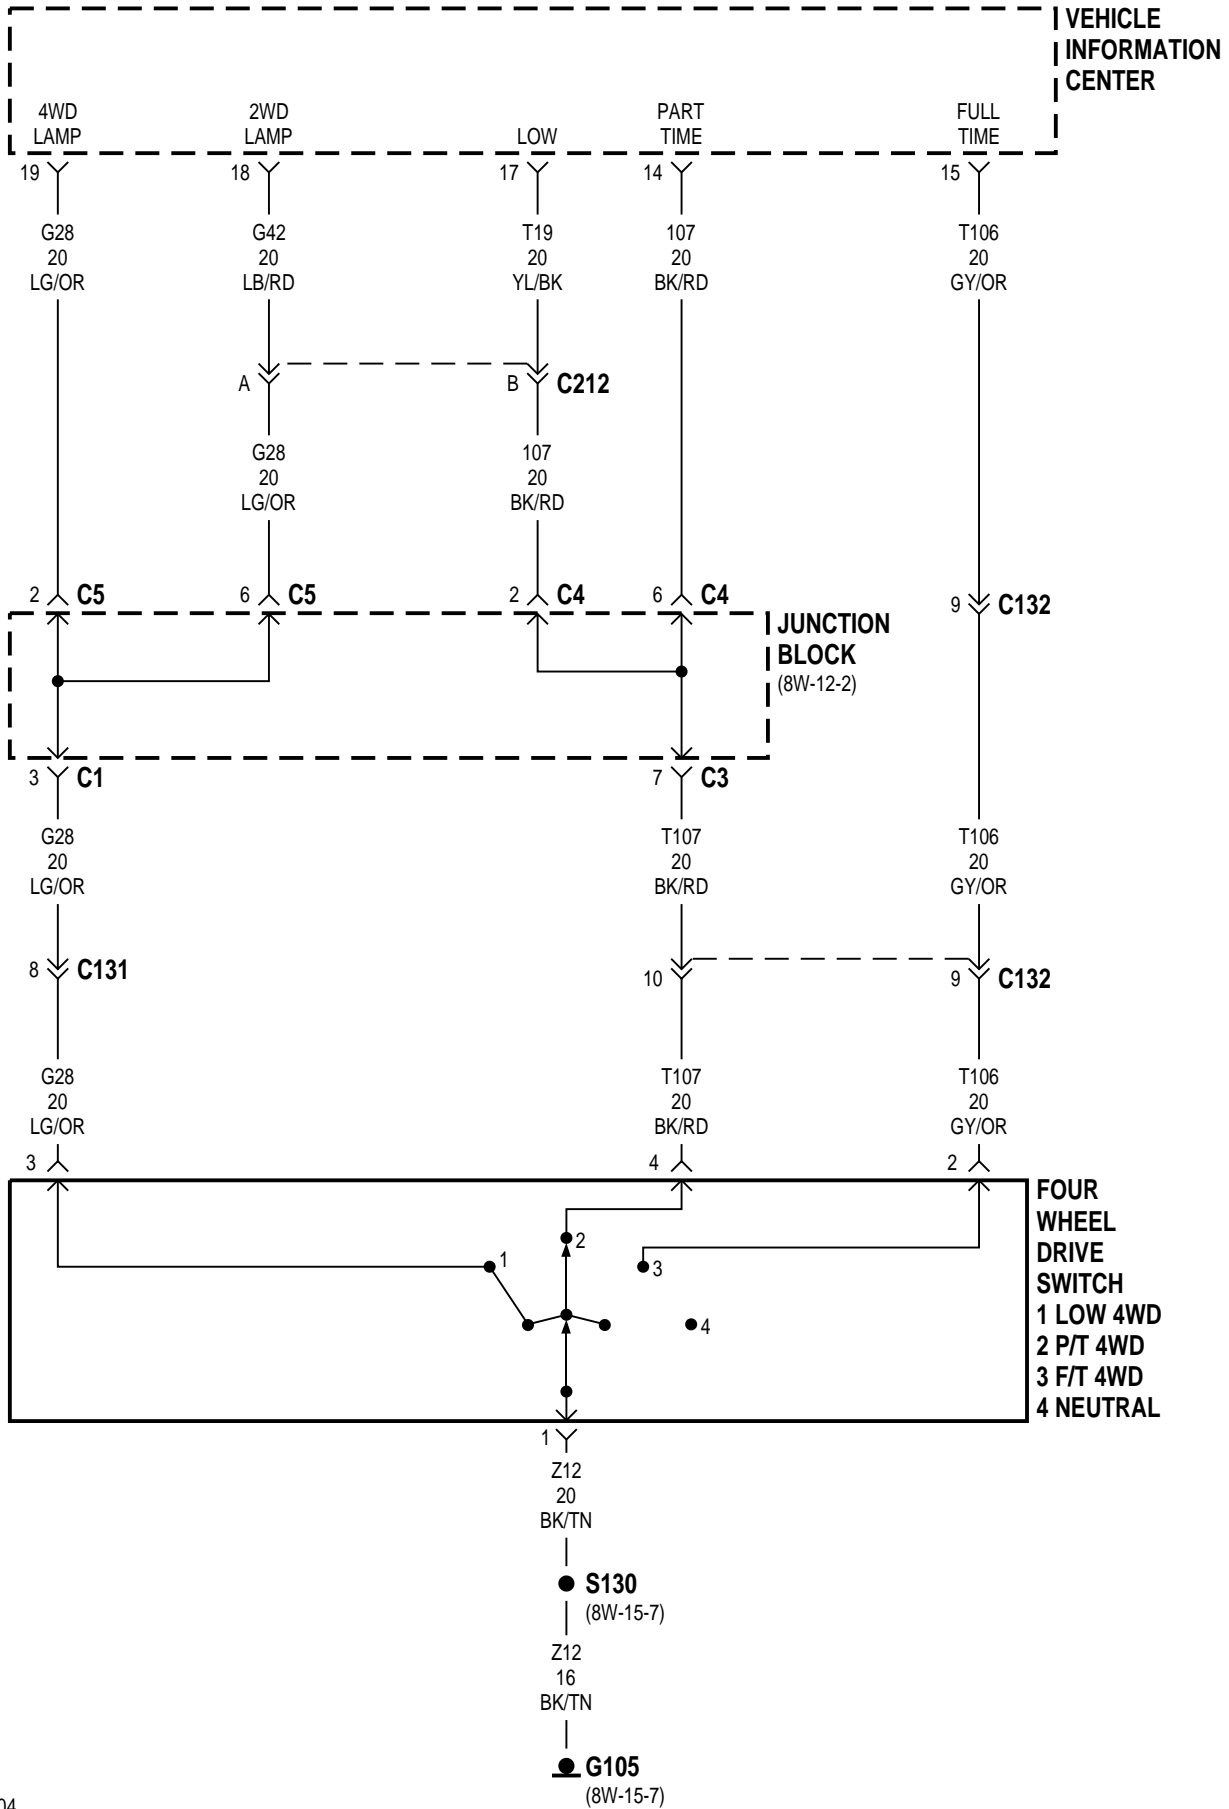 VEHICLE
INFORMATION
CENTER
4WD
LAMP
2WD
LAMP
LOW
PART
TIME
FULL
TIME
19
18
17
14
15
G28
20
LG/OR
G42
20
LB/RD
T19
20
YL/BK
107
20
BK/RD
T106
20
GY/OR
A
B
C212
G28
20
LG/OR
107
20
BK/RD
2 C5
6 C5
2 C4
6 C4
9 C132
JUNCTION
BLOCK
(8W-12-2)
3 C1
7 C3
G28
20
LG/OR
T107
20
BK/RD
T106
20
GY/OR
8 C131
10
9 C132
G28
20
LG/OR
T107
20
BK/RD
T106
20
GY/OR
3
4
2
FOUR
WHEEL
DRIVE
SWITCH
1 LOW 4WD
2 P/T 4WD
3 F/T 4WD
4 NEUTRAL
1
2
3
4
1
Z12
20
BK/TN
S130
(8W-15-7)
Z12
16
BK/TN
G105
(8W-15-7)